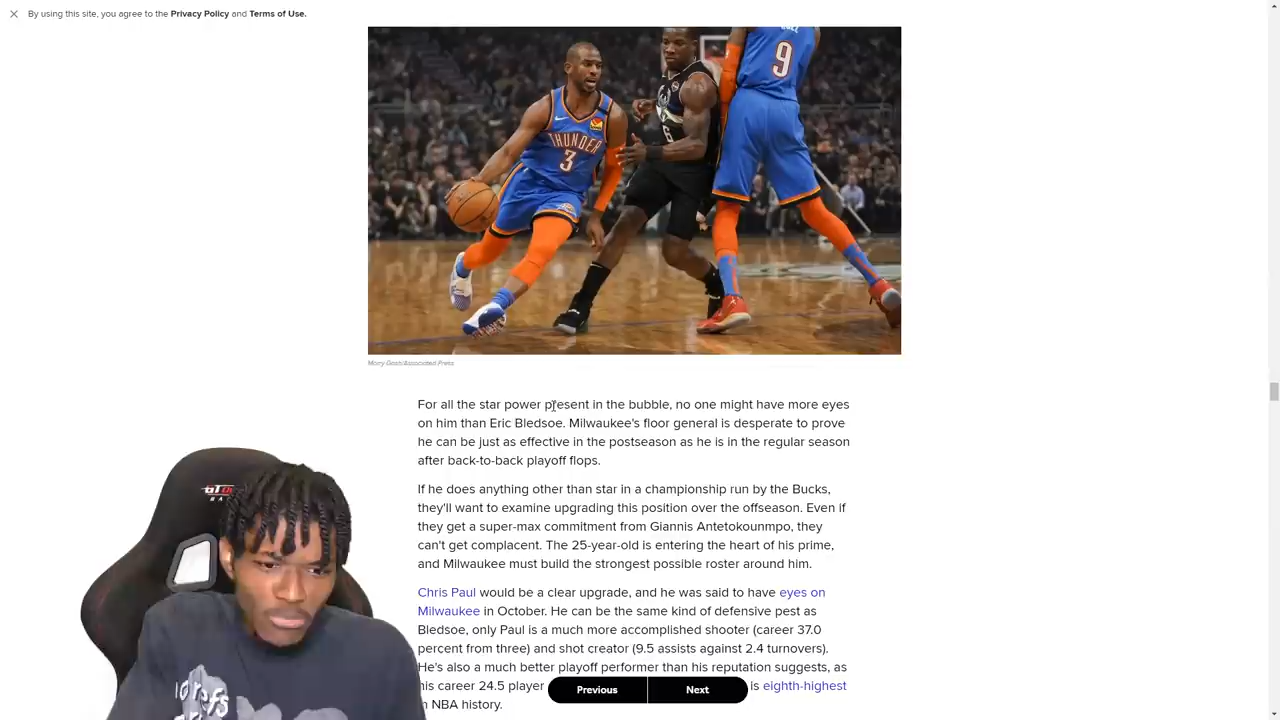 By using this site, you agree to the Privacy Policy and Terms of Use.
9
6
THUNDER
3
For all the star power present in the bubble, no one might have more eyes
on him than Eric Bledsoe. Milwaukee's floor general is desperate to prove
he can be just as effective in the postseason as he is in the regular season
after back-to-back playoff flops.
If he does anything other than star in a championship run by the Bucks,
they'll want to examine upgrading this position over the offseason. Even if
they get a super-max commitment from Giannis Antetokounmpo, they
can't get complacent. The 25-year-old is entering the heart of his prime,
and Milwaukee must build the strongest possible roster around him.
Chris Paul would be a clear upgrade, and he was said to have eyes on
Milwaukee in October. He can be the same kind of defensive pest as
Bledsoe, only Paul is a much more accomplished shooter (career 37.0
percent from three) and shot creator (9.5 assists against 2.4 turnovers).
He's also a much better playoff performer than his reputation suggests, as
his career 24.5 player is eighth-highest
Previous Next
in NBA history.